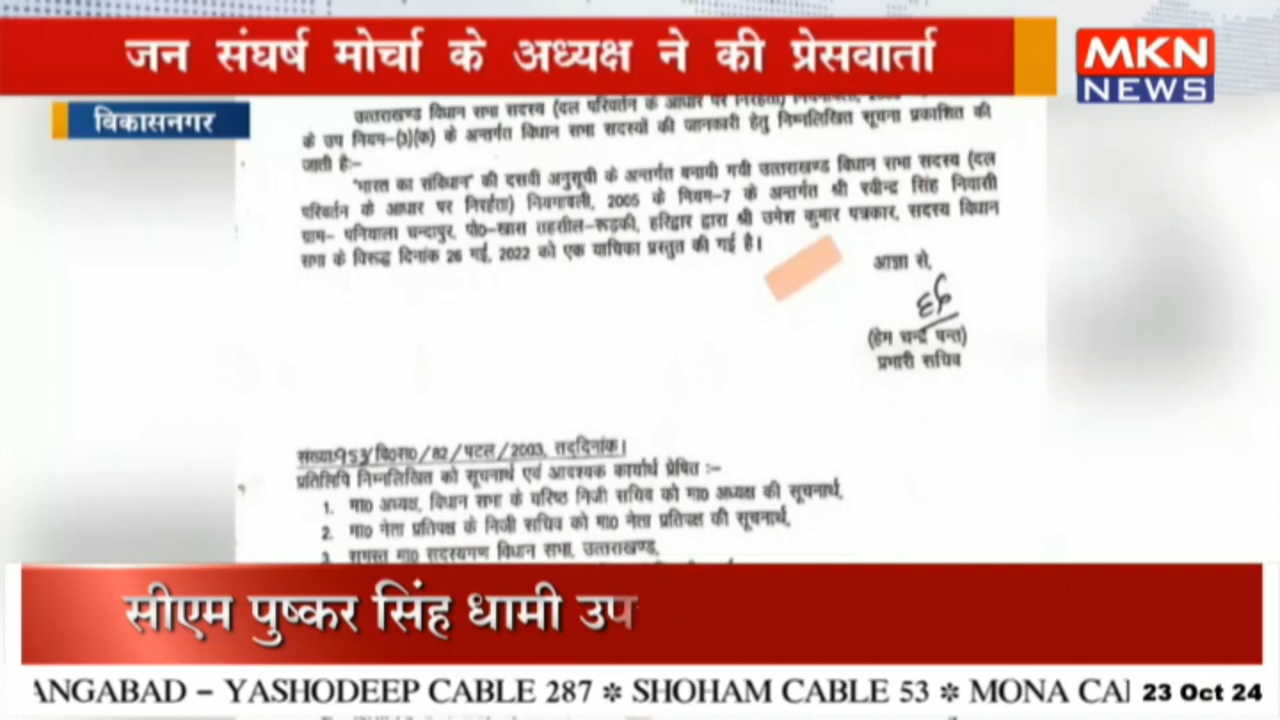 जन संघर्ष मोर्चा के अध्यक्ष ने की प्रेसवार्ता
MKN
NEWS
विकासनगर
उत्तराखण्ड विधान सभा सदस्य (दल परिवर्तन के आधार पर निरर्हता)
के उप नियम-(3)(क) के अन्तर्गत विधान सभा सदस्यों की जानकारी हेतु निम्नलिखित सूचना प्रकाशित की
जाती है:-
"भारत का संविधान" की दसवीं अनुसूची के अन्तर्गत बनायी गयी उत्तराखण्ड विधान सभा सदस्य (दल
परिवर्तन के आधार पर निरर्हता) नियमावली, 2005 के नियम-7 के अन्तर्गत श्री रवीन्द्र सिंह निवासी
ग्राम- पनियाला चन्दापुर, पो0-खास तहसील-रूढ़की, हरिद्वार द्वारा श्री उमेश कुमार पत्रकार, सदस्य विधान
सभा के विरूद्ध दिनांक 26 मई, 2022 को एक याचिका प्रस्तुत की गई है।
आज्ञा से,
(हेम चन्द्र पन्त)
प्रभारी सचिव
संख्या:953/वि0स0/82/पटल/2003, तद्दिनांक।
प्रतिलिपि निम्नलिखित को सूचनार्थ एवं आवश्यक कार्यार्थ प्रेषित :-
1. मा0 अध्यक्ष, विधान सभा के वरिष्ठ निजी सचिव को मा0 अध्यक्ष की सूचनार्थ,
2. मा0 नेता प्रतिपक्ष के निजी सचिव को मा0 नेता प्रतिपक्ष की सूचनार्थ,
3. समस्त मा0 सदस्यगण विधान सभा, उत्तराखण्ड,
सीएम पुष्कर सिंह धामी उप
ANGABAD – YASHODEEP CABLE 287 ✲ SHOHAM CABLE 53 ✲ MONA CA
23 Oct 24